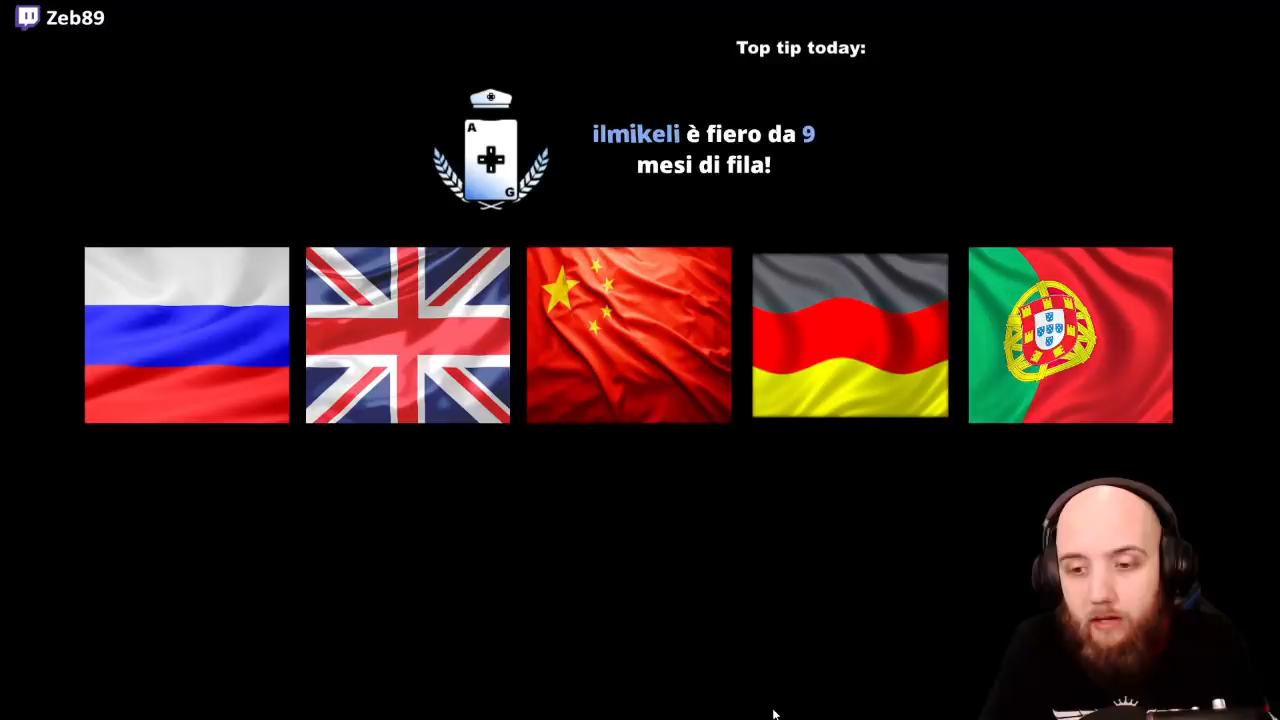 Zeb89
Top tip today:
A
G
ilmikeli è fiero da 9
mesi di fila!